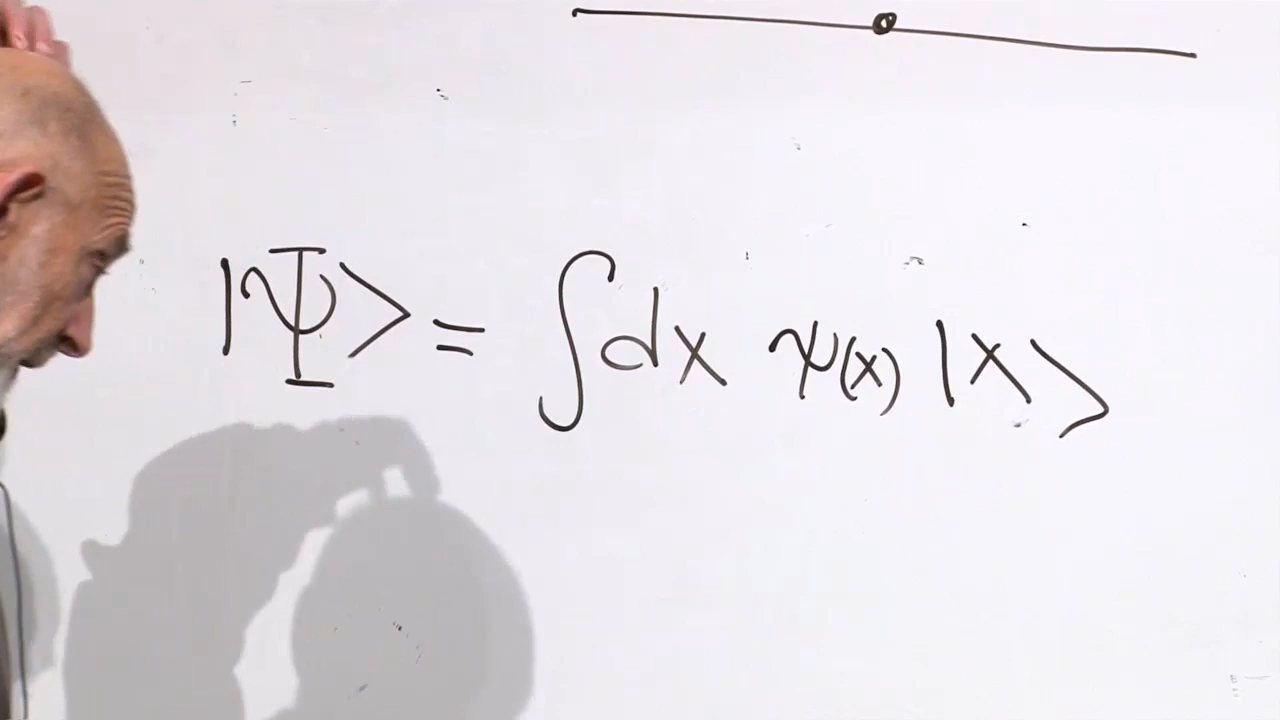 |Ψ> = ∫dx ψ(x) |x>